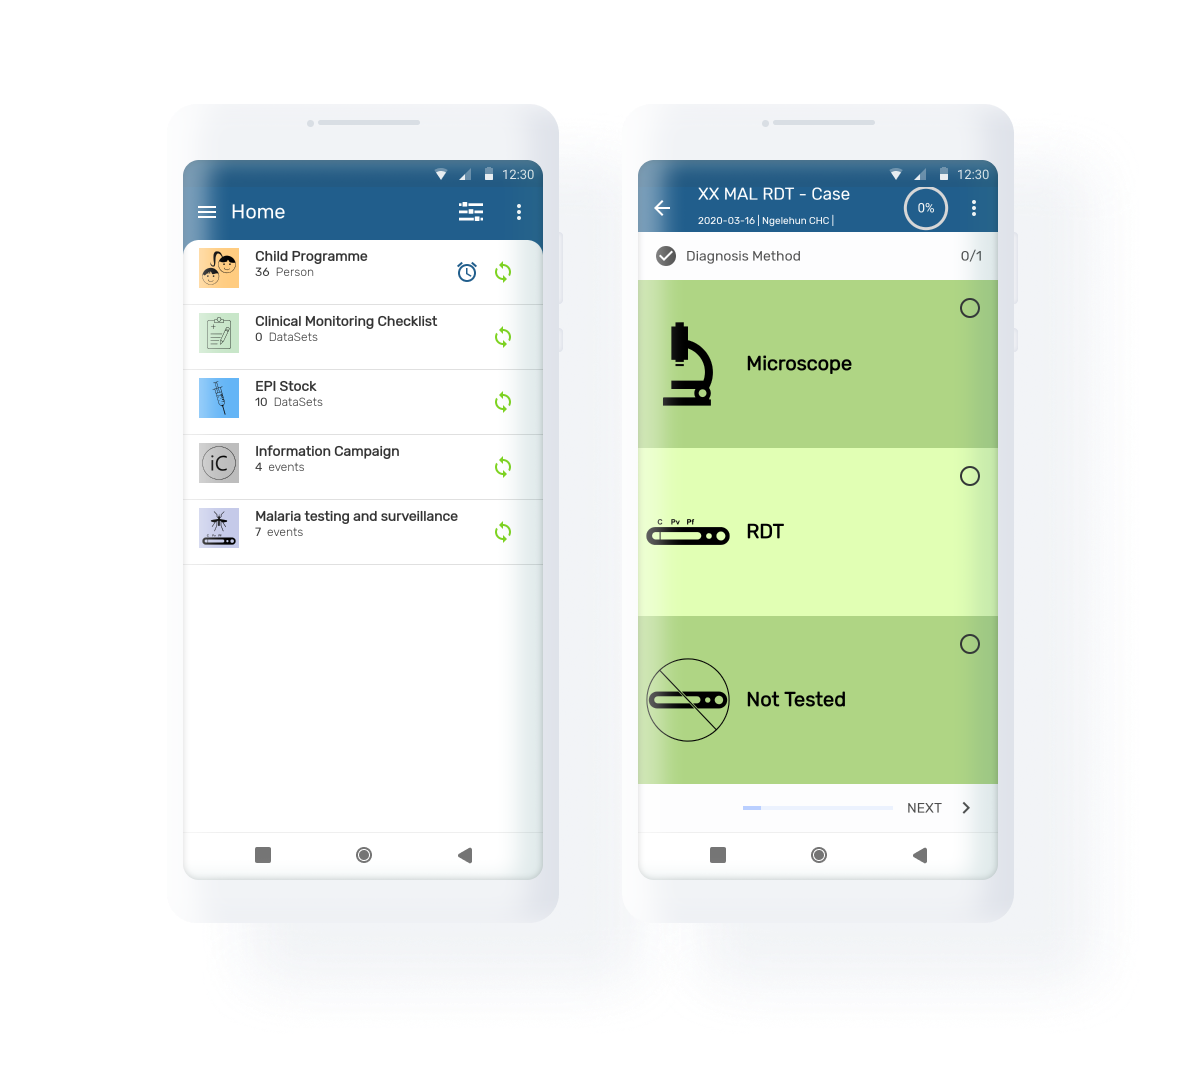 12:30
Home
Child Programme
36 Person
Clinical Monitoring Checklist
0 DataSets
EPI Stock
10 DataSets
iC
Information Campaign
4 events
Malaria testing and surveillance
7 events
12:30
XX MAL RDT - Case
2020-03-16 | Ngelehun CHC |
0%
Diagnosis Method
0/1
Microscope
C Pv Pf
RDT
Not Tested
NEXT